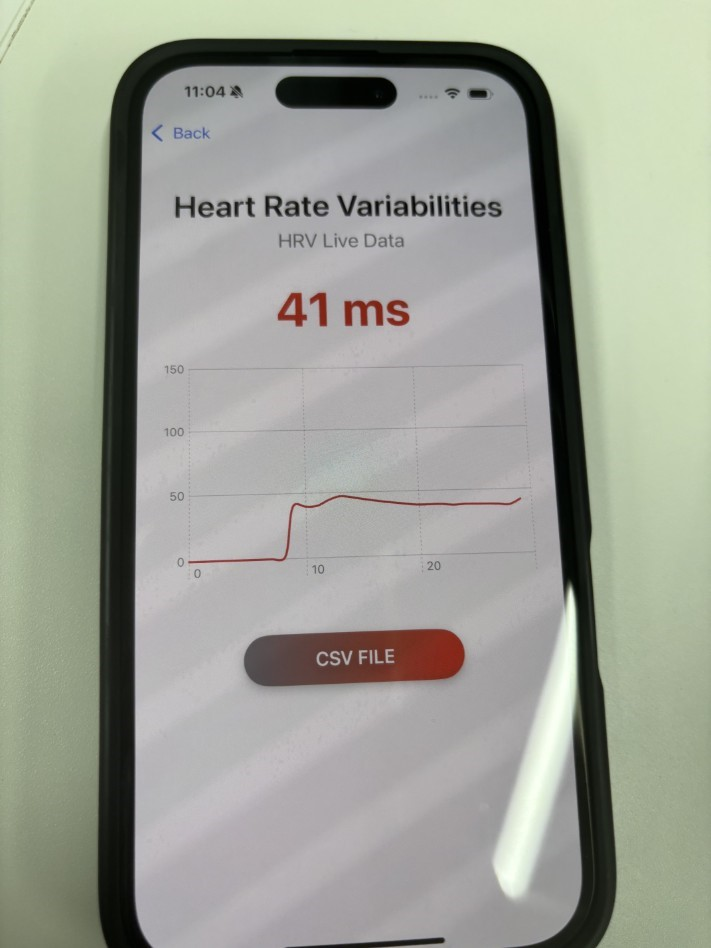 11:04
Back
Heart Rate Variabilities
HRV Live Data
41 ms
150
100
50
0
0 10 20
CSV FILE